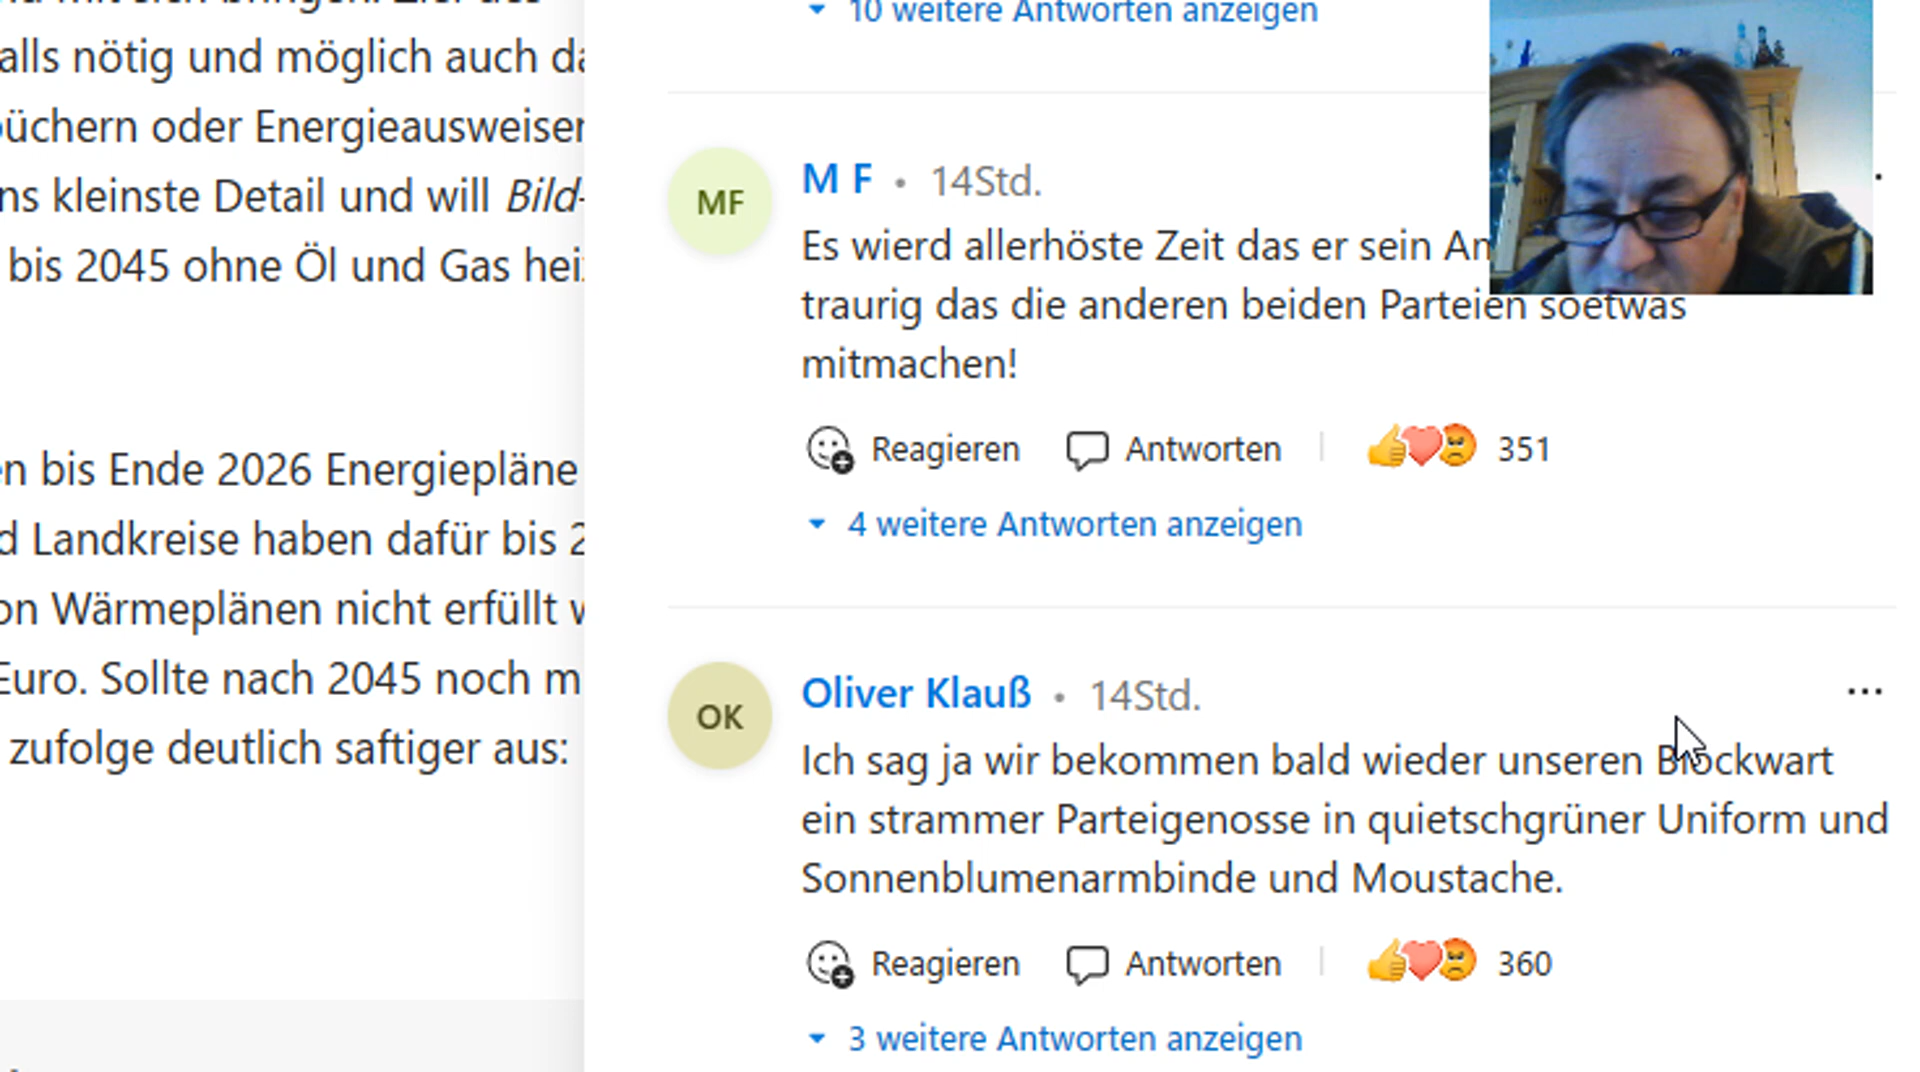 alls nötig und möglich auch
oder Energieausweisen
ns kleinste Detail und will Bild-
bis 2045 ohne Öl und Gas
en bis Ende 2026 Energiepläne
d Landkreise haben dafür bis 2
on Wärmeplänen nicht erfüllt
Euro. Sollte nach 2045 noch m
zufolge deutlich saftiger aus:
10 weitere Antworten anzeigen
MF
M F • 14Std.
Es wierd allerhöste Zeit das er sein
traurig das die anderen beiden Parteien soetwas
mitmachen!
Reagieren Antworten 351
4 weitere Antworten anzeigen
OK
Oliver Klauß • 14Std.
...
Ich sag ja wir bekommen bald wieder unseren Blockwart
ein strammer Parteigenosse in quietschgrüner Uniform und
Sonnenblumenarmbinde und Moustache.
Reagieren Antworten 360
3 weitere Antworten anzeigen